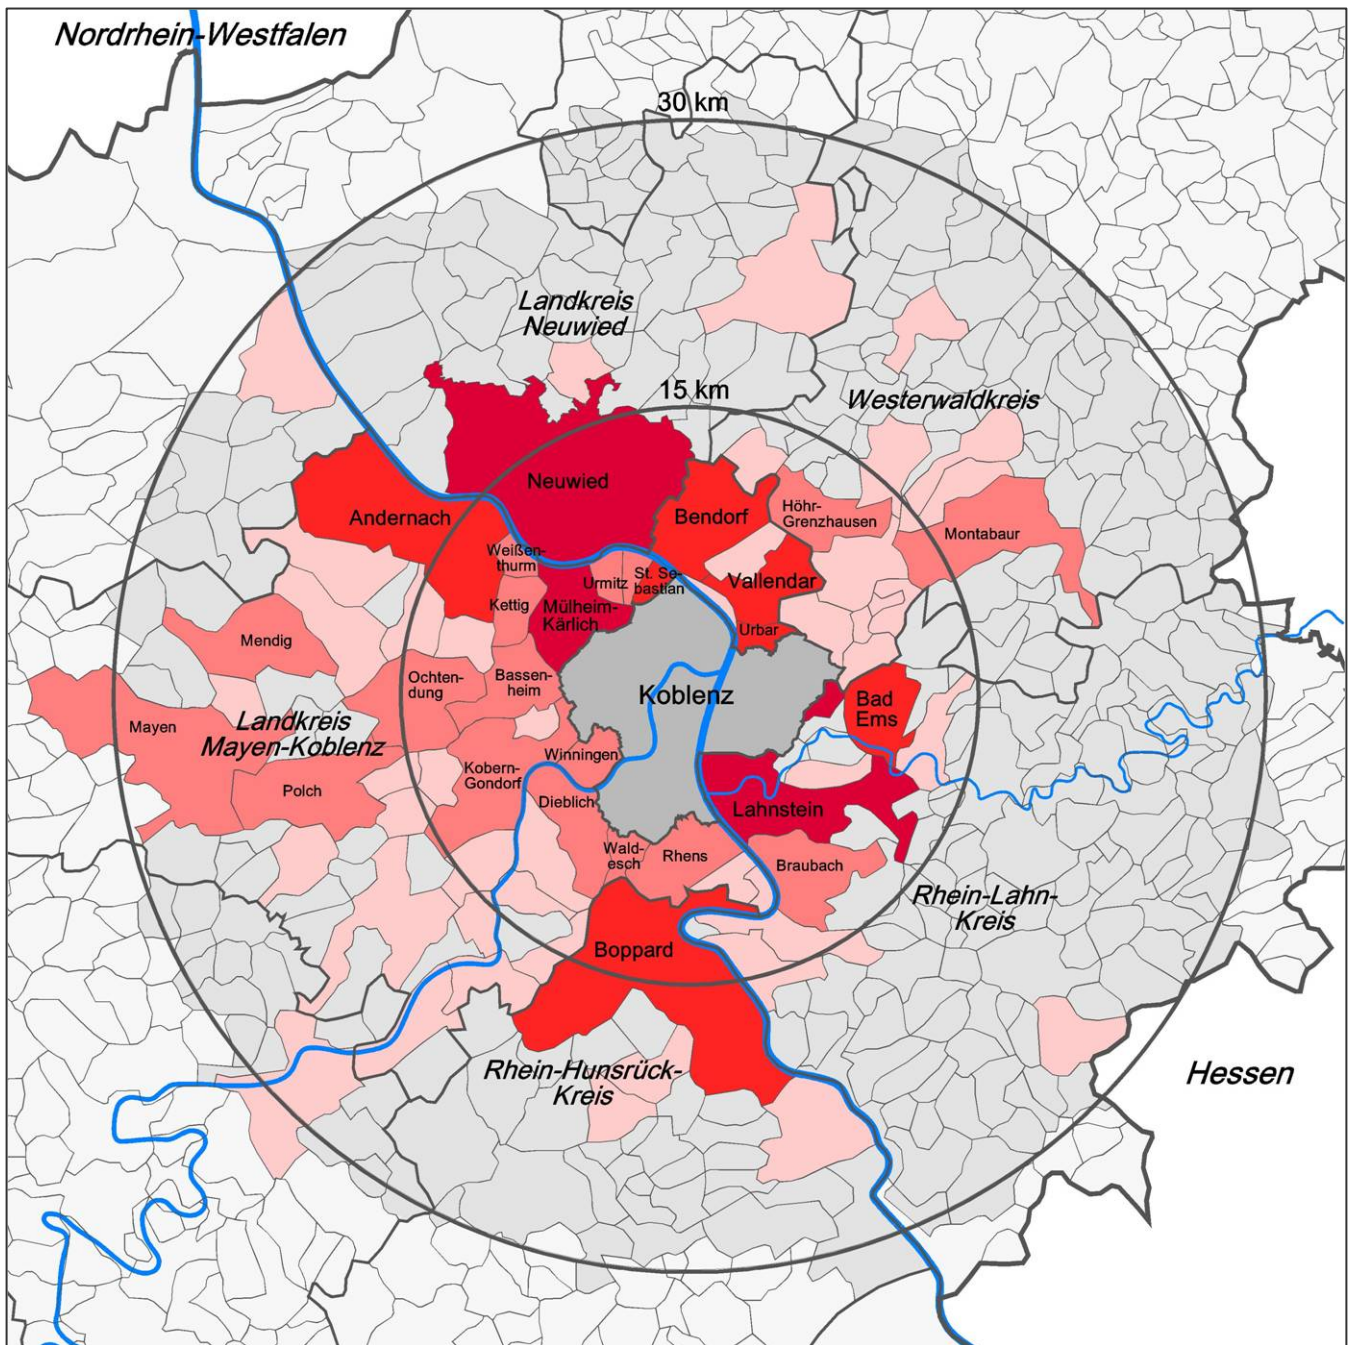 Nordrhein-Westfalen
30 km
Landkreis
Neuwied
15 km
Westerwaldkreis
Neuwied
Andernach
Bendorf
Höhr-
Grenzhausen
Montabaur
Weißen-
thurm
Urmitz
St. Se-
bastian
Vallendar
Kettig
Mülheim-
Kärlich
Urbar
Mendig
Ochten-
dung
Bassen-
heim
Koblenz
Bad
Ems
Mayen
Landkreis
Mayen-Koblenz
Winningen
Kobern-
Gondorf
Polch
Dieblich
Lahnstein
Wald-
esch
Rhens
Braubach
Rhein-Lahn-
Kreis
Boppard
Rhein-Hunsrück-
Kreis
Hessen